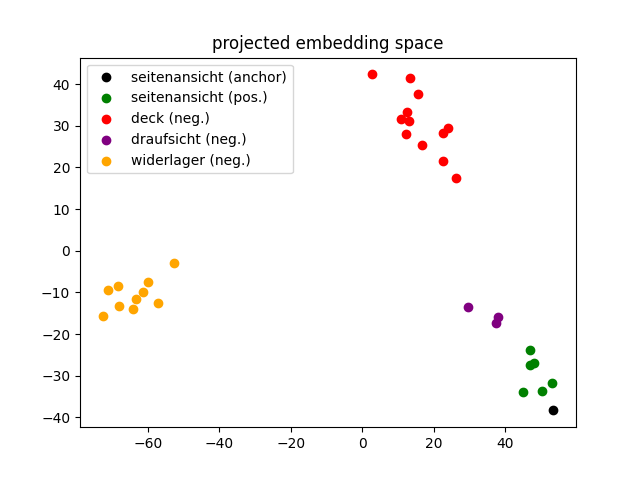 projected embedding space
seitenansicht (anchor)
seitenansicht (pos.)
deck (neg.)
draufsicht (neg.)
widerlager (neg.)
40
30
20
10
0
−10
−20
−30
−40
−60 −40 −20 0 20 40